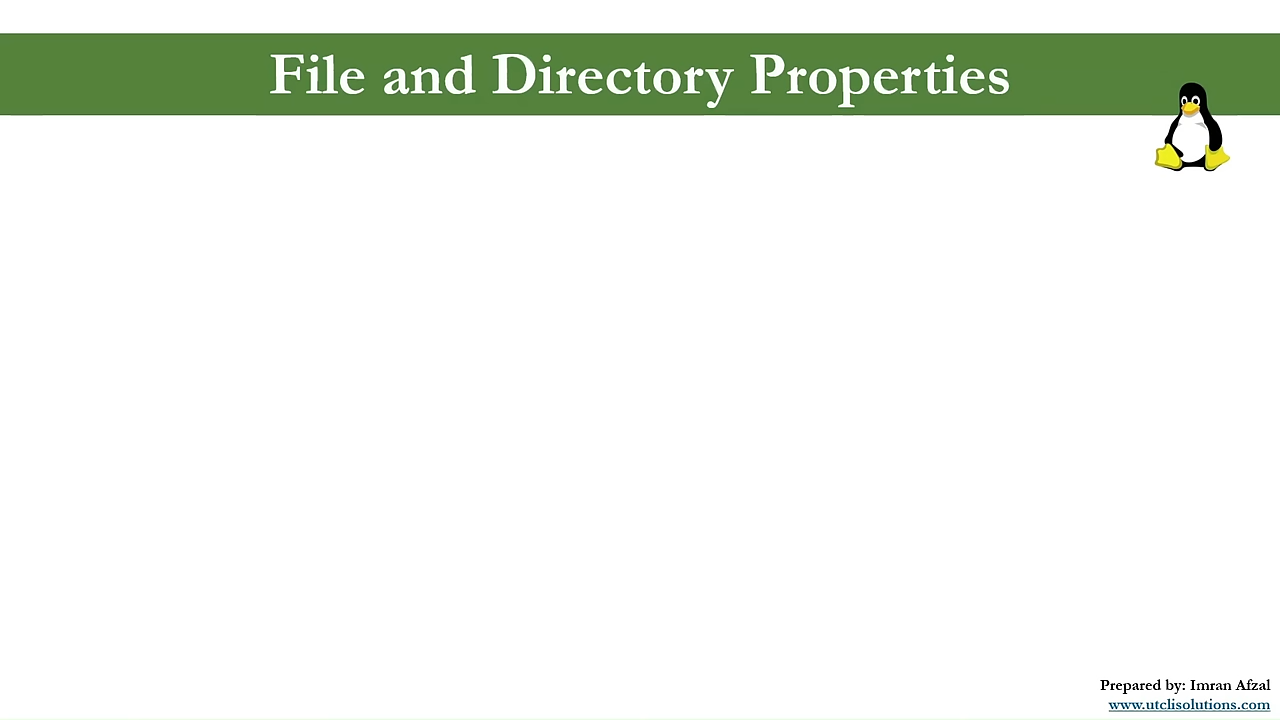 File and Directory Properties
Prepared by: Imran Afzal
www.utclisolutions.com